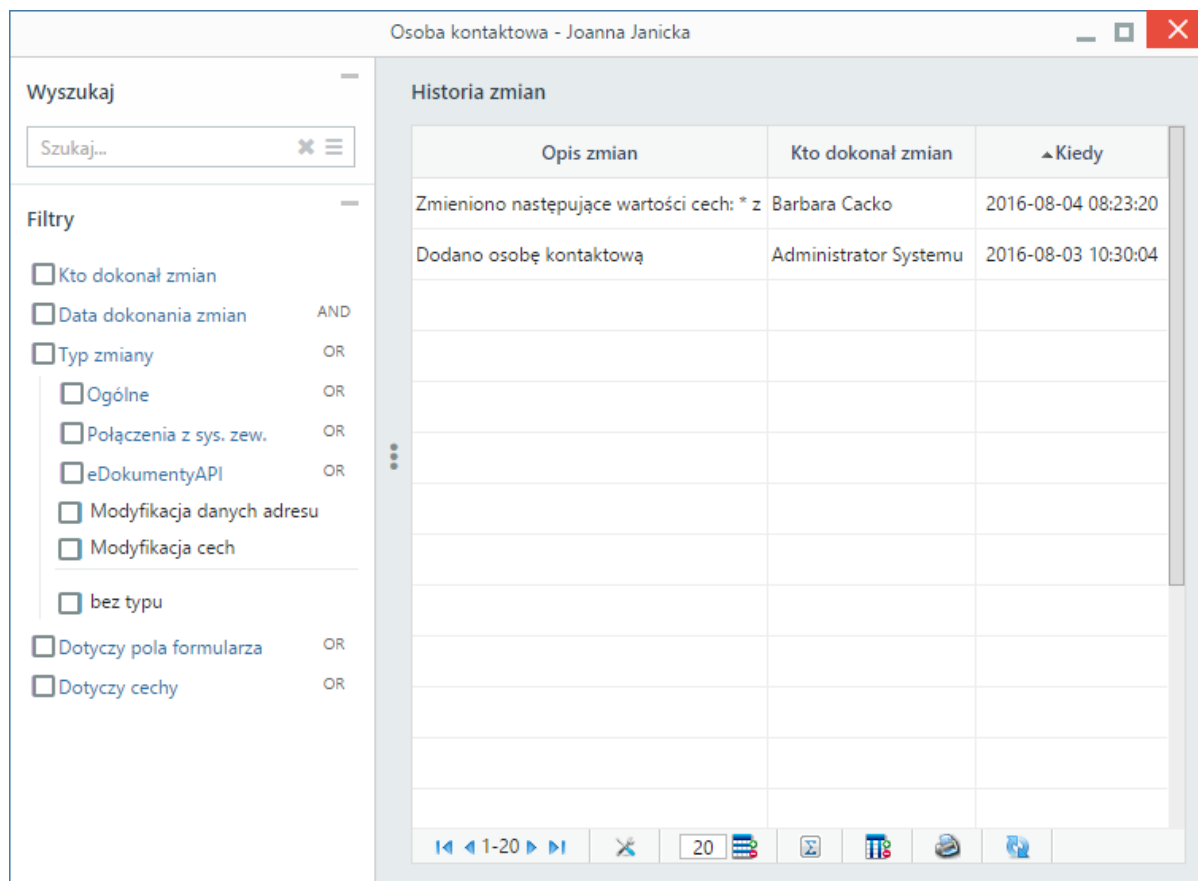 Osoba kontaktowa - Joanna Janicka
Wyszukaj
Szukaj...
Filtry
Kto dokonał zmian
Data dokonania zmian AND
Typ zmiany OR
Ogólne OR
Połączenia z sys. zew. OR
eDokumentyAPI OR
Modyfikacja danych adresu
Modyfikacja cech
bez typu
Dotyczy pola formularza OR
Dotyczy cechy OR
Historia zmian
Opis zmian Kto dokonał zmian Kiedy
Zmieniono następujące wartości cech: * z Barbara Cacko 2016-08-04 08:23:20
Dodano osobę kontaktową Administrator Systemu 2016-08-03 10:30:04
1-20 20